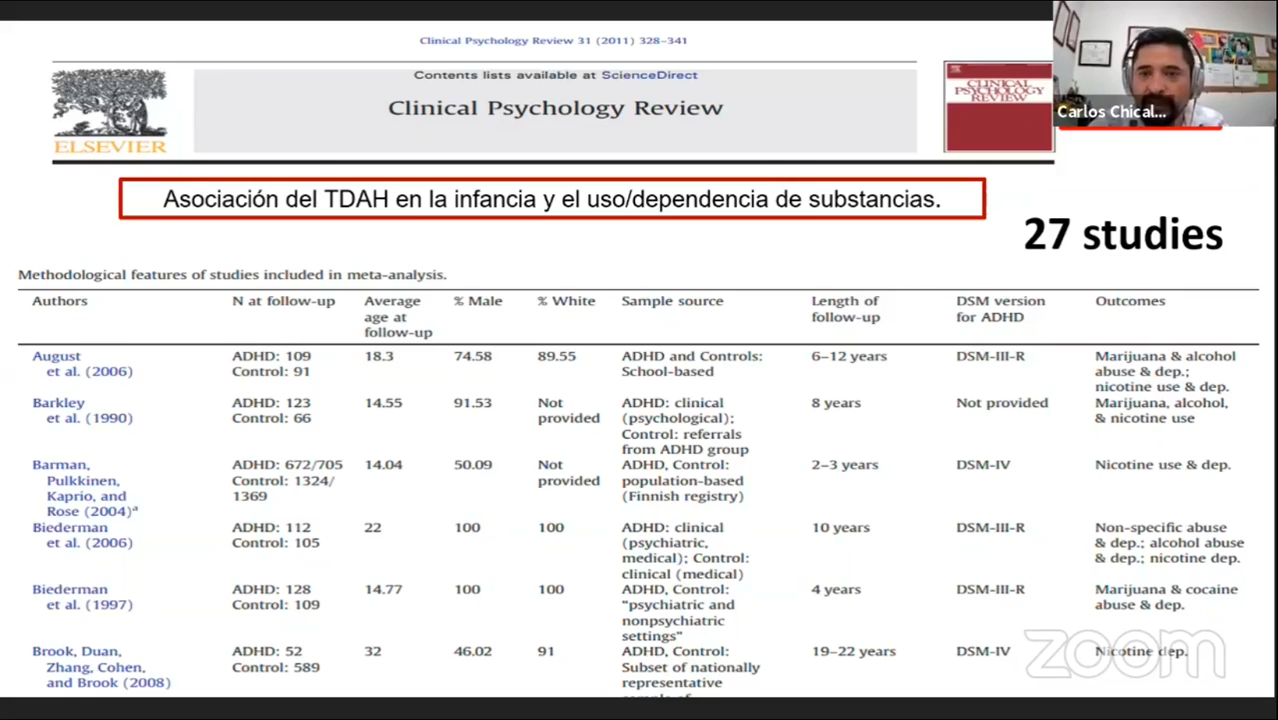 Clinical Psychology Review 31 (2011) 328–341
Contents lists available at ScienceDirect
Clinical Psychology Review
ELSEVIER
CLINICAL
PSYCHOLOGY
REVIEW
Carlos Chical...
Asociación del TDAH en la infancia y el uso/dependencia de substancias.
27 studies
Methodological features of studies included in meta-analysis.
Authors N at follow-up Average age at follow-up % Male % White Sample source Length of follow-up DSM version for ADHD Outcomes
August et al. (2006) ADHD: 109 Control: 91 18.3 74.58 89.55 ADHD and Controls: School-based 6–12 years DSM-III-R Marijuana & alcohol abuse & dep.; nicotine use & dep.
Barkley et al. (1990) ADHD: 123 Control: 66 14.55 91.53 Not provided ADHD: clinical (psychological); Control: referrals from ADHD group 8 years Not provided Marijuana, alcohol, & nicotine use
Barman, Pulkkinen, Kaprio, and Rose (2004)ᵃ ADHD: 672/705 Control: 1324/1369 14.04 50.09 Not provided ADHD, Control: population-based (Finnish registry) 2–3 years DSM-IV Nicotine use & dep.
Biederman et al. (2006) ADHD: 112 Control: 105 22 100 100 ADHD: clinical (psychiatric, medical); Control: clinical (medical) 10 years DSM-III-R Non-specific abuse & dep.; alcohol abuse & dep.; nicotine dep.
Biederman et al. (1997) ADHD: 128 Control: 109 14.77 100 100 ADHD, Control: "psychiatric and nonpsychiatric settings" 4 years DSM-III-R Marijuana & cocaine abuse & dep.
Brook, Duan, Zhang, Cohen, and Brook (2008) ADHD: 52 Control: 589 32 46.02 91 ADHD, Control: Subset of nationally representative 19–22 years DSM-IV Nicotine dep.
zoom